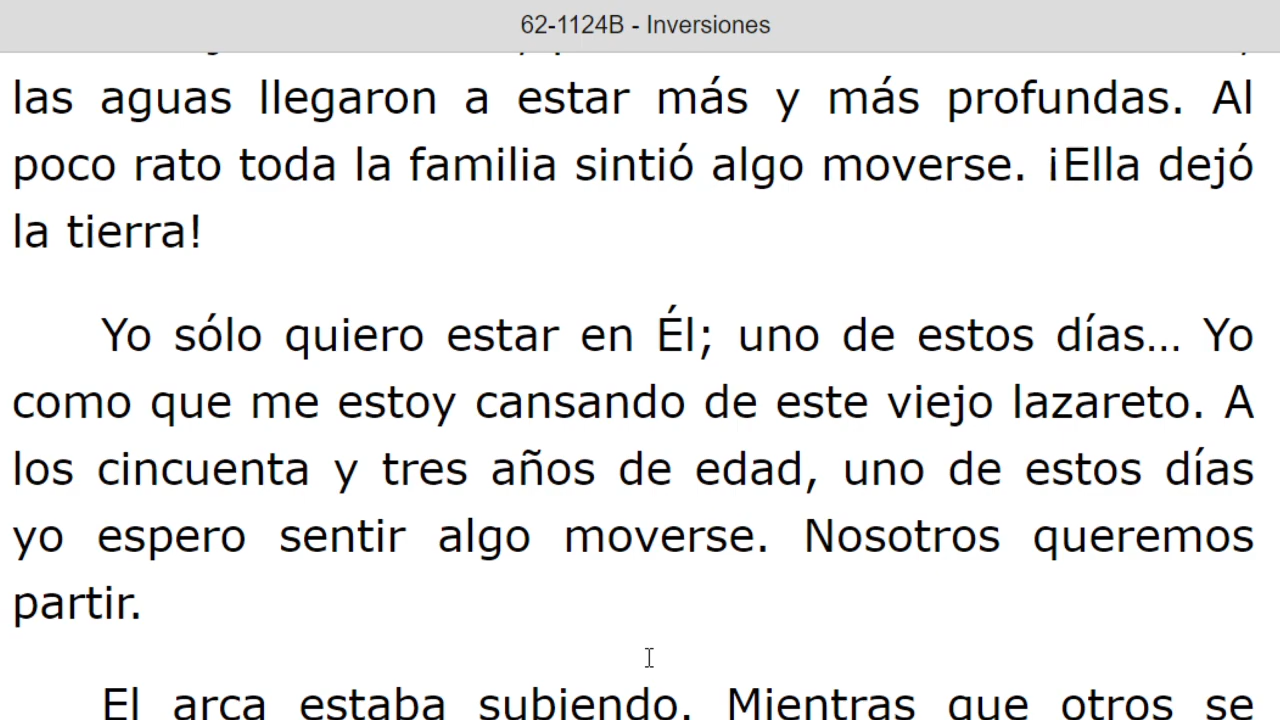 62-1124B - Inversiones
las aguas llegaron a estar más y más profundas. Al
poco rato toda la familia sintió algo moverse. ¡Ella dejó
la tierra!
Yo sólo quiero estar en Él; uno de estos días… Yo
como que me estoy cansando de este viejo lazareto. A
los cincuenta y tres años de edad, uno de estos días
yo espero sentir algo moverse. Nosotros queremos
partir.
El arca estaba subiendo. Mientras que otros se